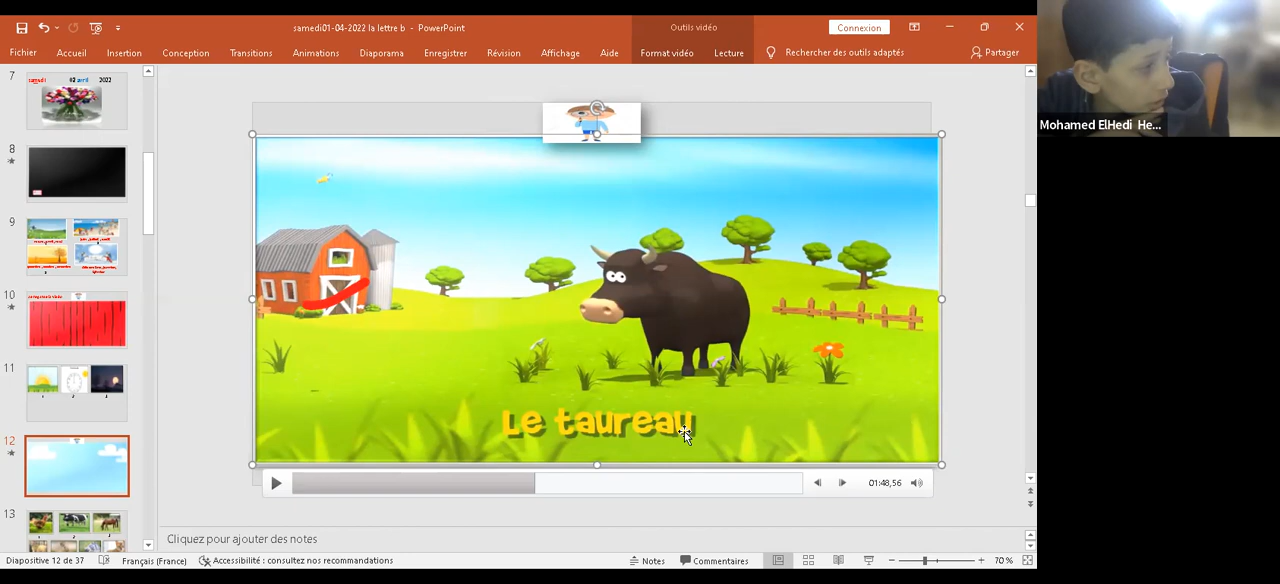 samedi01-04-2022 la lettre b - PowerPoint
Outils vidéo
Connexion
Fichier Accueil Insertion Conception Transitions Animations Diaporama Enregistrer Révision Affichage Aide Format vidéo Lecture Rechercher des outils adaptés Partager
7
samedi
avril 2022
8
9
10
11
12
13
Le taureau
01:48,56
Cliquez pour ajouter des notes
Diapositive 12 de 37 Français (France) Accessibilité : consultez nos recommandations Notes Commentaires 70 %
Mohamed ElHedi He...